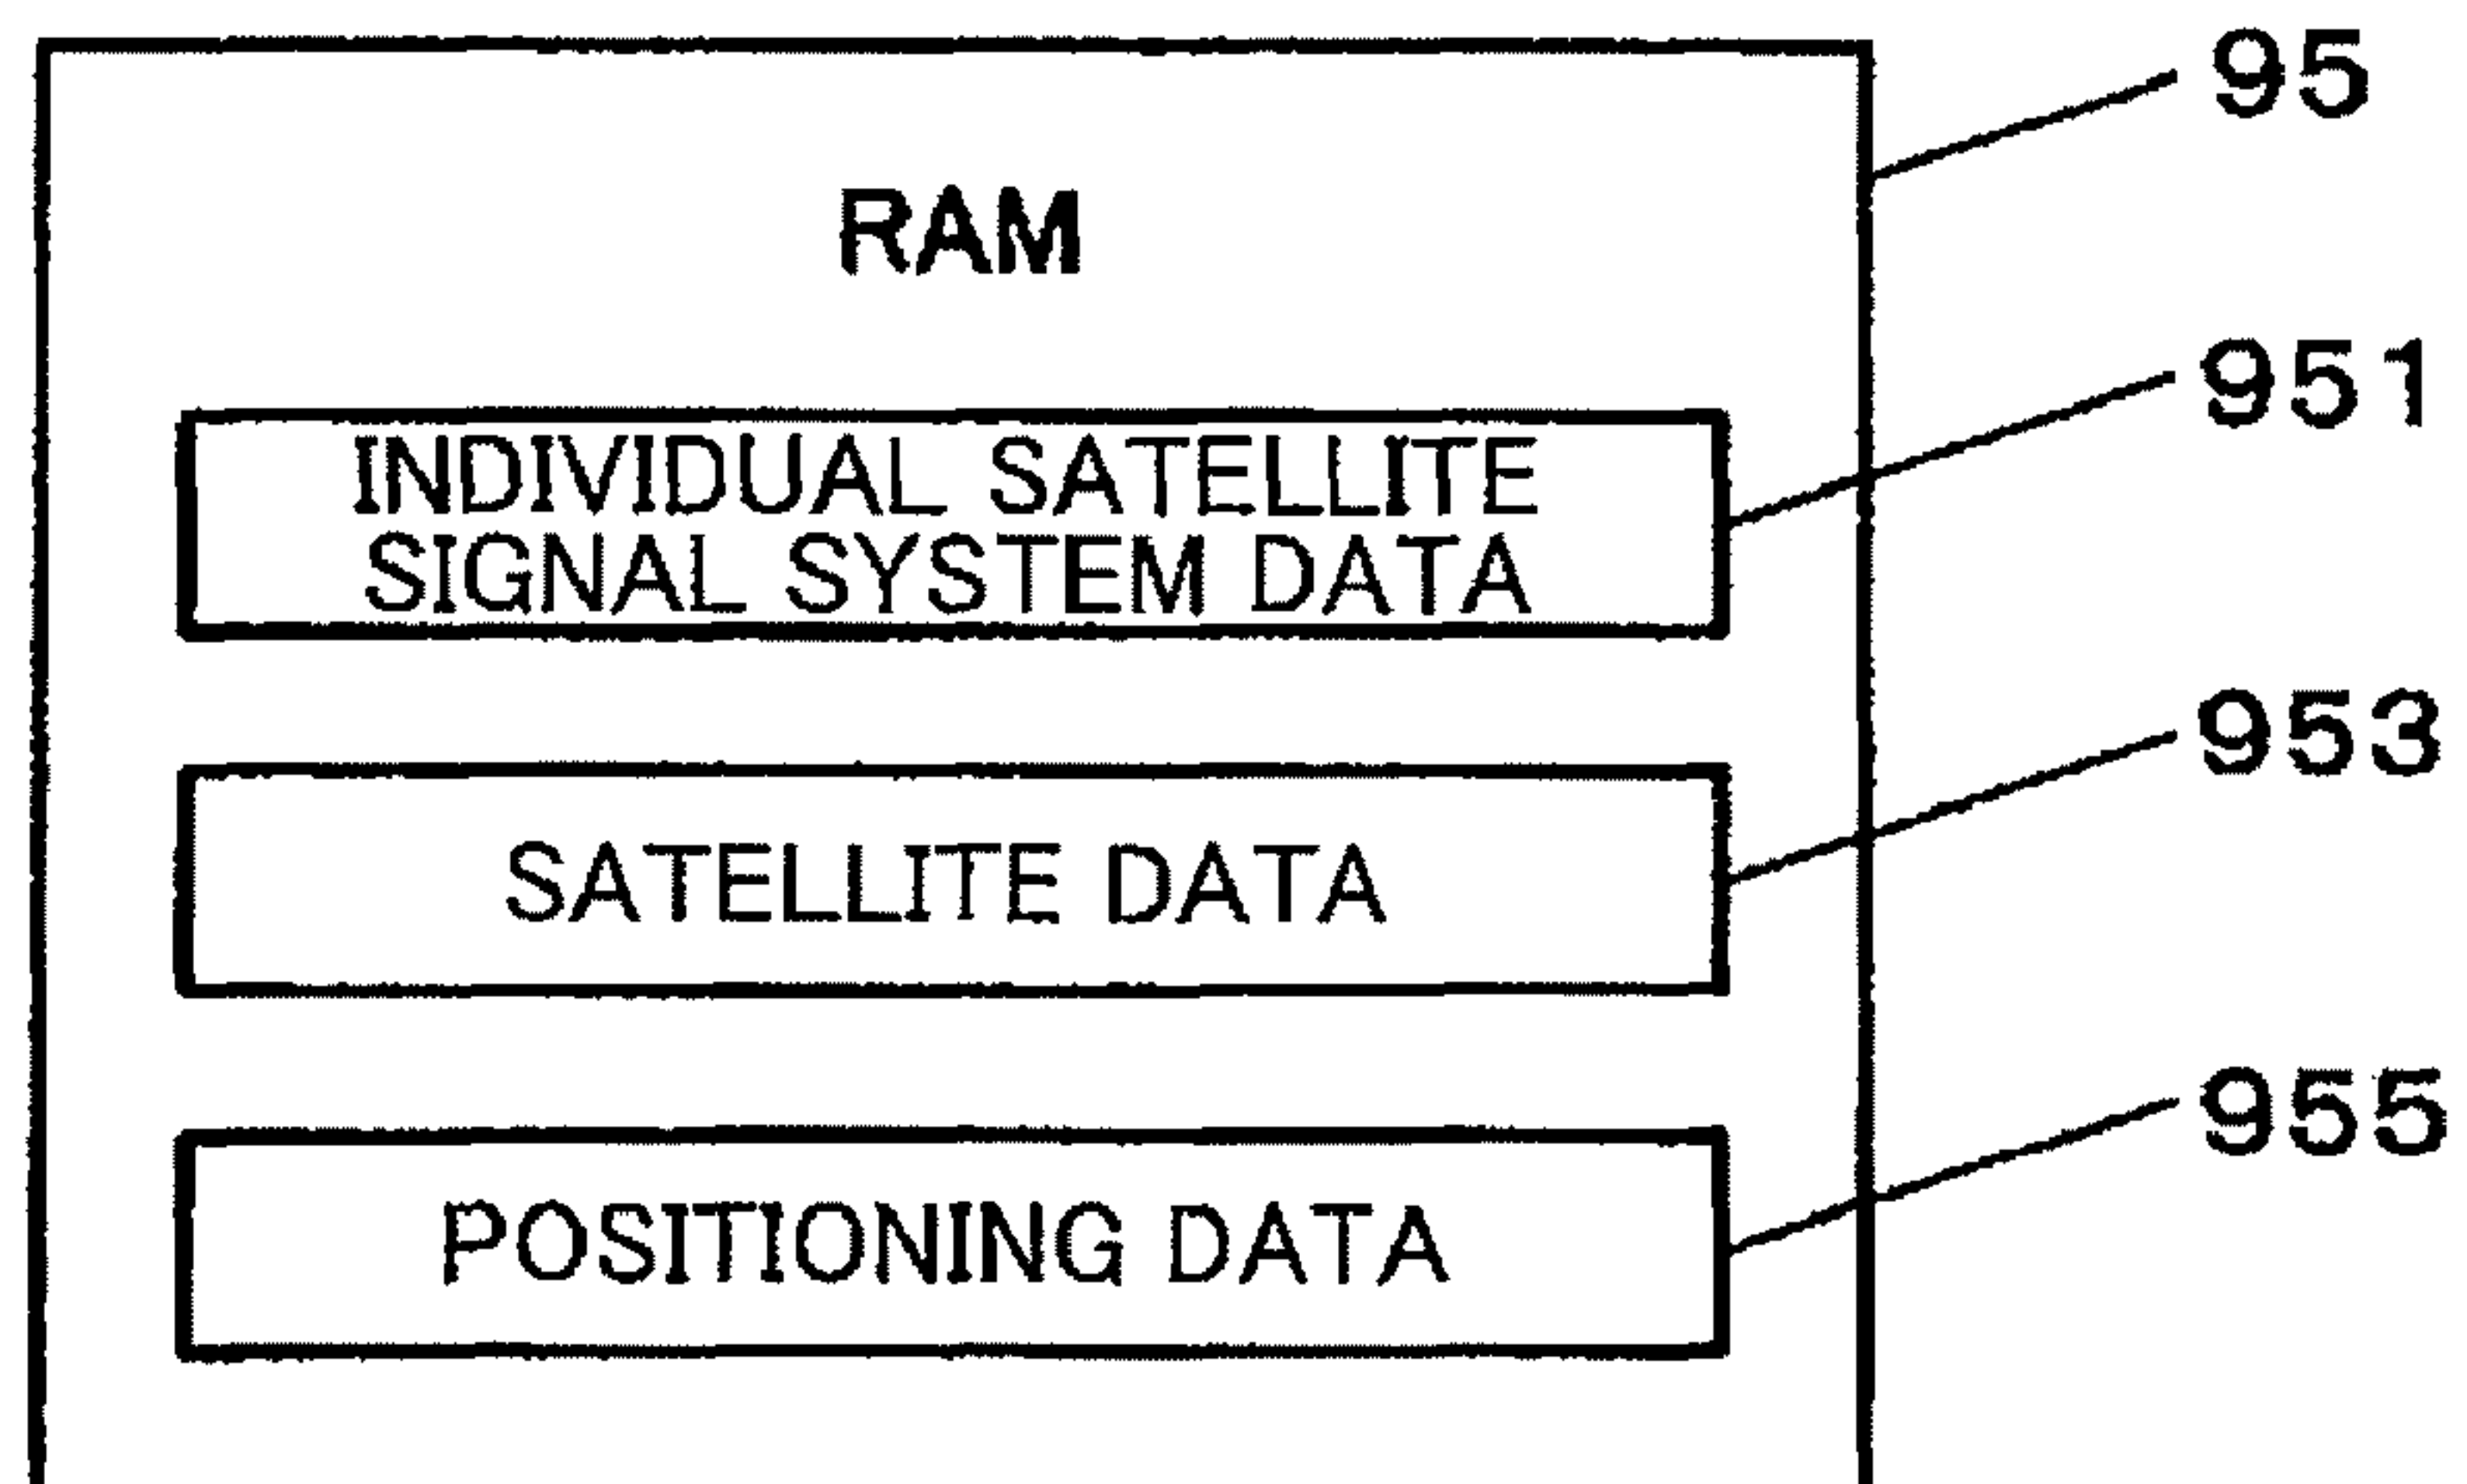 95
RAM
951
INDIVIDUAL SATELLITE
SIGNAL SYSTEM DATA
953
SATELLITE DATA
955
POSITIONING DATA